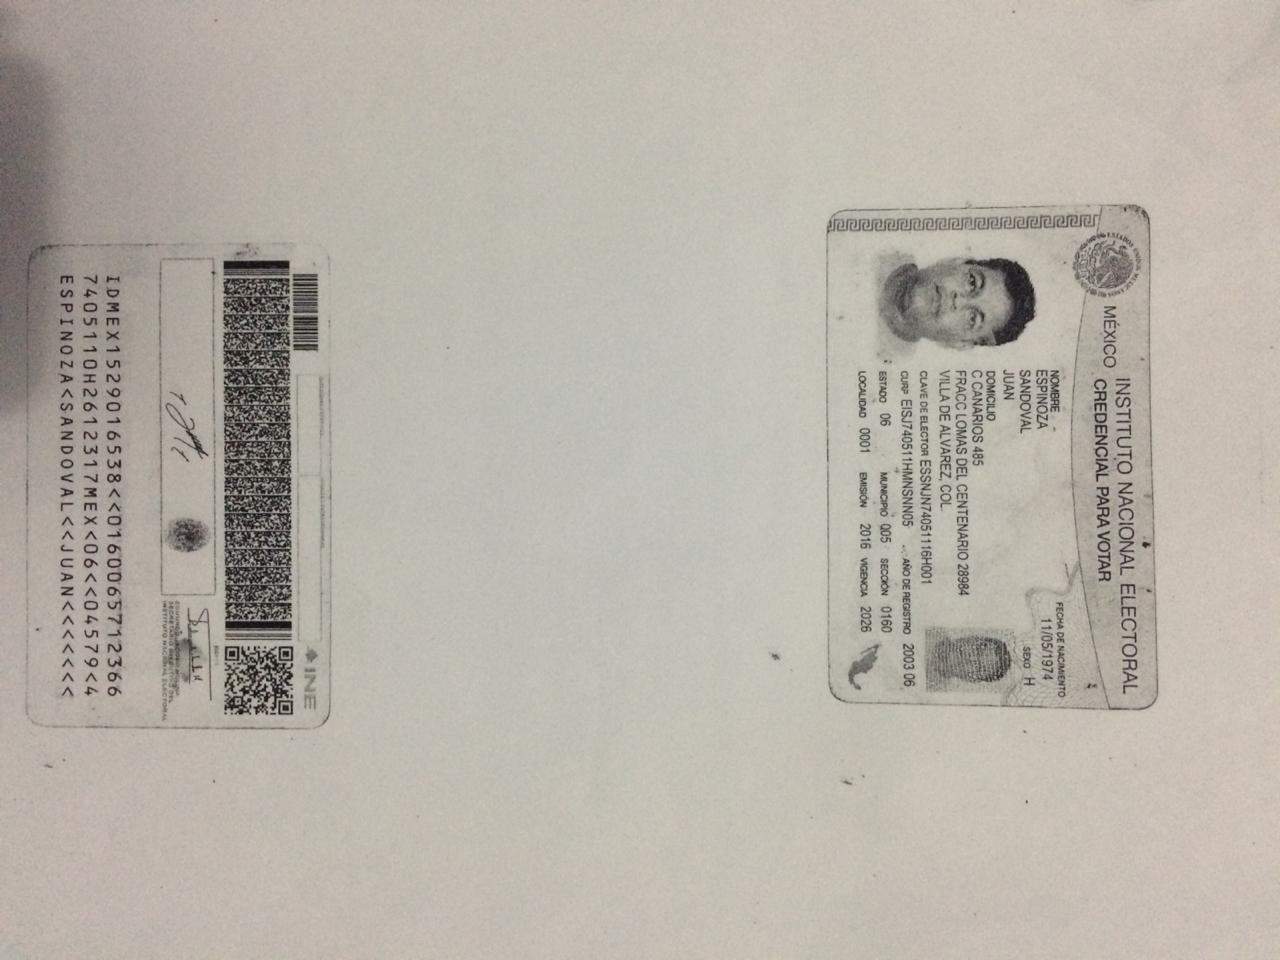 MÉXICO INSTITUTO NACIONAL ELECTORAL
CREDENCIAL PARA VOTAR
NOMBRE
ESPINOZA
SANDOVAL
JUAN
FECHA DE NACIMIENTO
11/05/1974
SEXO H
DOMICILIO
C CANARIOS 485
FRACC LOMAS DEL CENTENARIO 28984
VILLA DE ALVAREZ, COL.
CLAVE DE ELECTOR ESSNJN74051116H001
CURP EISJ740511HMNSNN05 AÑO DE REGISTRO 2003 06
ESTADO 06 MUNICIPIO 005 SECCIÓN 0160
LOCALIDAD 0001 EMISIÓN 2016 VIGENCIA 2026
INE
EDMUNDO JACOBO MOLINA
SECRETARIO EJECUTIVO DEL
INSTITUTO NACIONAL ELECTORAL
IDMEX1529016538<<0160065712366
7405110H2612317MEX<06<<04579<4
ESPINOZA<SANDOVAL<<JUAN<<<<<<<